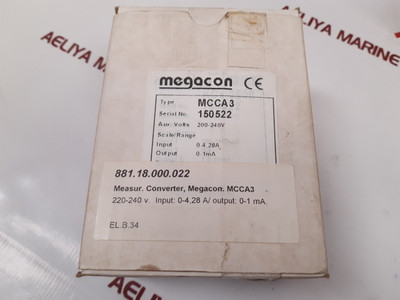 AELIYA MARINE
megacon CE
Type MCCA3
Serial No. 150522
Aux. Volts 200-240V
Scale/Range
Input 0-4,28A
Output 0-1mA
881.18.000.022
Measur. Converter, Megacon. MCCA3
220-240 v. Input: 0-4,28 A/ output: 0-1 mA
EL.B.34